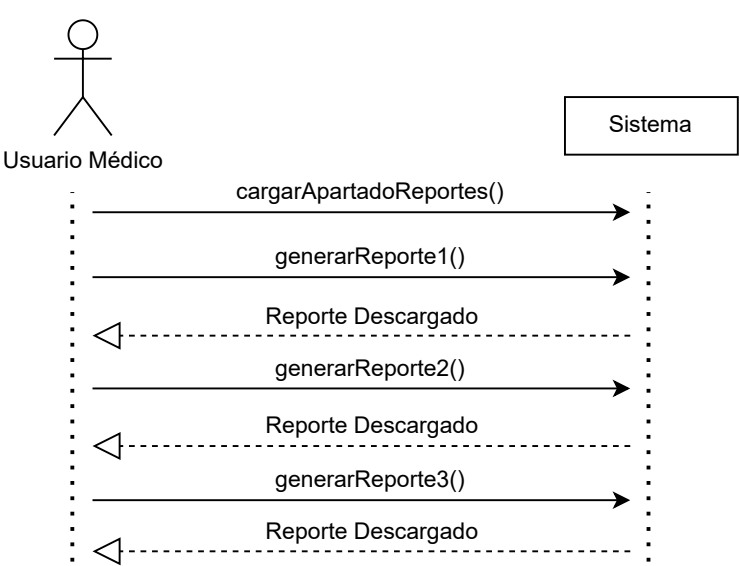 Usuario Médico
Sistema
cargarApartadoReportes()
generarReporte1()
Reporte Descargado
generarReporte2()
Reporte Descargado
generarReporte3()
Reporte Descargado